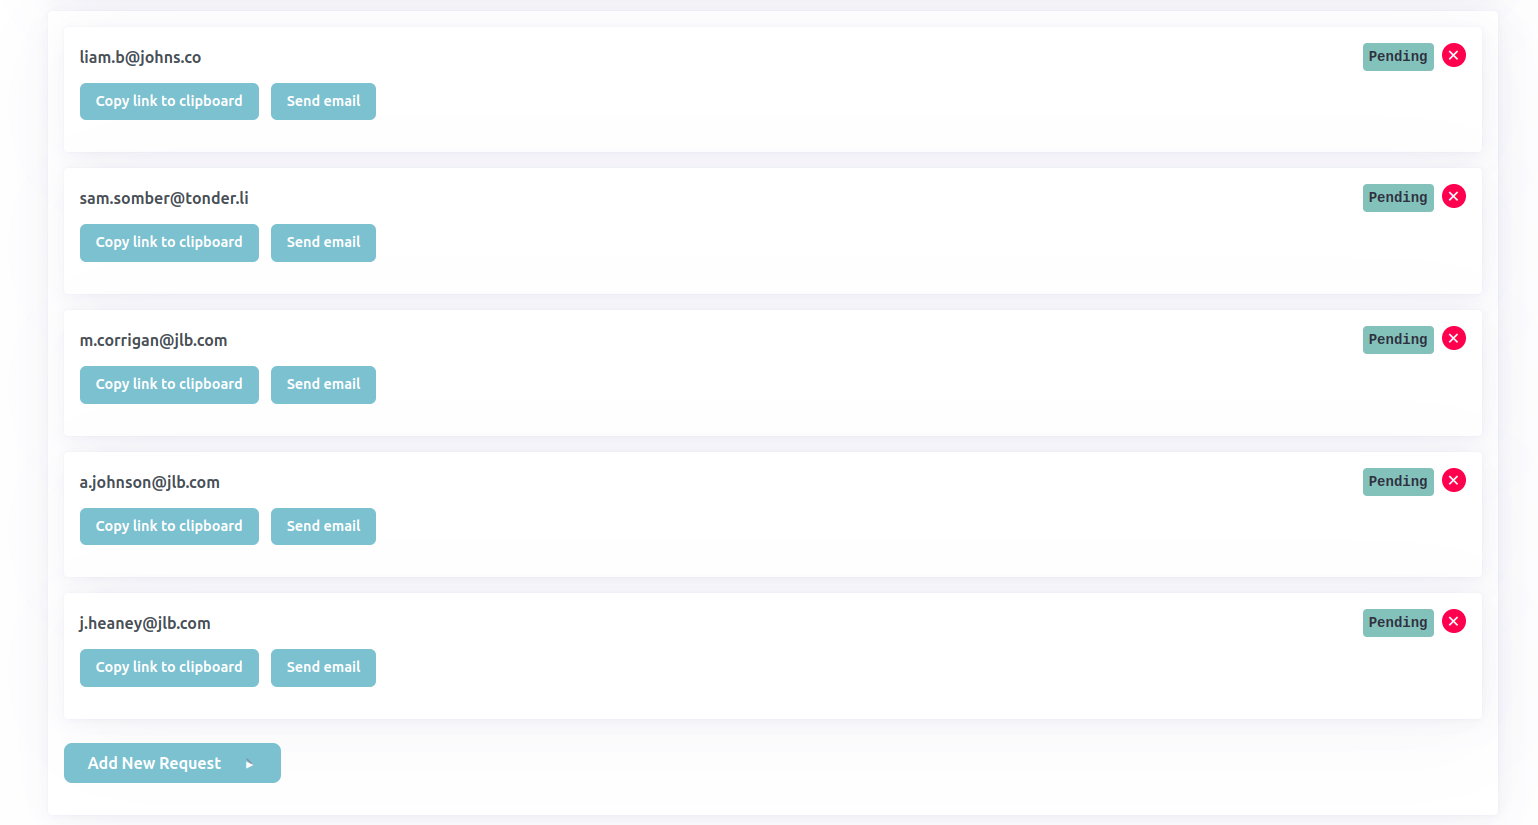 liam.b@johns.co Pending
Copy link to clipboard Send email
sam.somber@tonder.li Pending
Copy link to clipboard Send email
m.corrigan@jlb.com Pending
Copy link to clipboard Send email
a.johnson@jlb.com Pending
Copy link to clipboard Send email
j.heaney@jlb.com Pending
Copy link to clipboard Send email
Add New Request